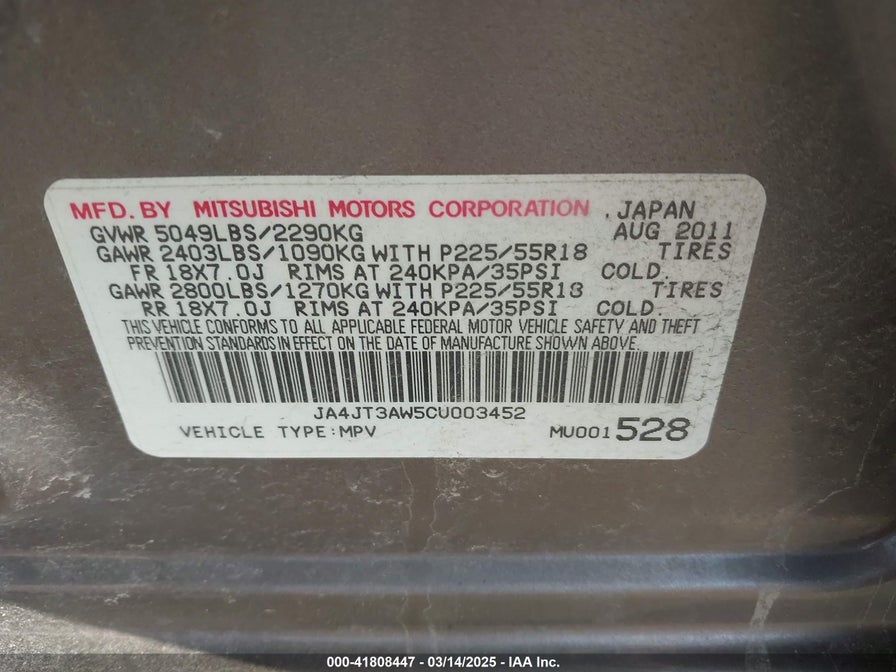 MFD. BY MITSUBISHI MOTORS CORPORATION , JAPAN
GVWR 5049LBS/2290KG AUG 2011
GAWR 2403LBS/1090KG WITH P225/55R18 TIRES
FR 18X7.0J RIMS AT 240KPA/35PSI COLD.
GAWR 2800LBS/1270KG WITH P225/55R18 TIRES
RR 18X7.0J RIMS AT 240KPA/35PSI COLD.
THIS VEHICLE CONFORMS TO ALL APPLICABLE FEDERAL MOTOR VEHICLE SAFETY AND THEFT
PREVENTION STANDARDS IN EFFECT ON THE DATE OF MANUFACTURE SHOWN ABOVE.
JA4JT3AW5CU003452
VEHICLE TYPE:MPV MU001528
000-41808447 - 03/14/2025 - IAA Inc.